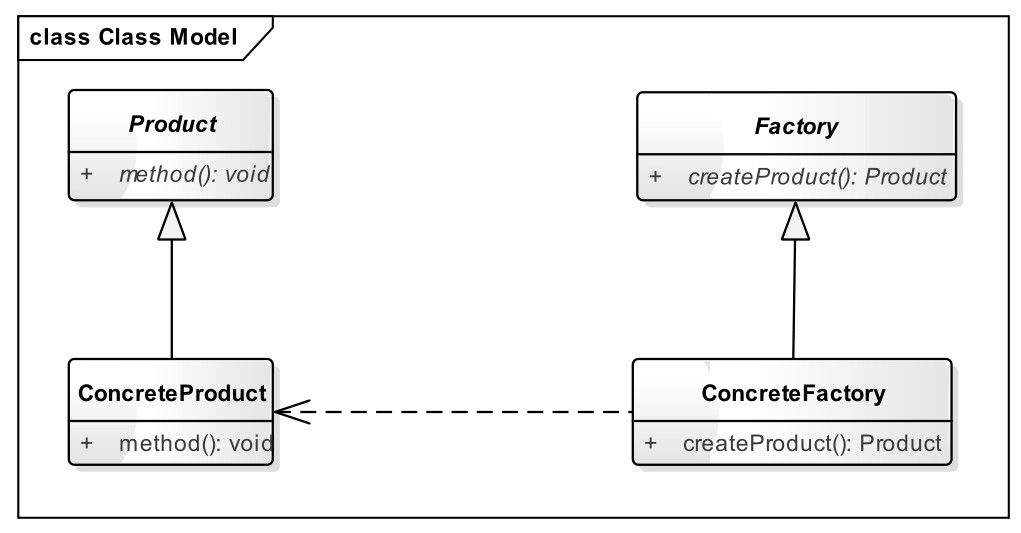 class Class Model
Product
+ method(): void
Factory
+ createProduct(): Product
ConcreteProduct
+ method(): void
ConcreteFactory
+ createProduct(): Product